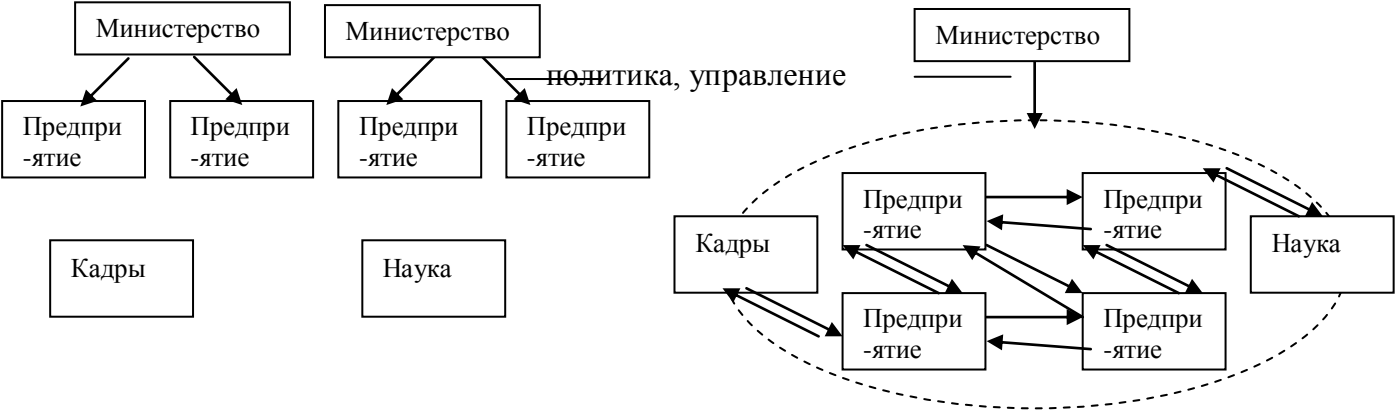 Министерство
Министерство
Министерство
политика, управление
Предпри
-ятие
Предпри
-ятие
Предпри
-ятие
Предпри
-ятие
Кадры
Наука
Предпри
-ятие
Предпри
-ятие
Кадры
Наука
Предпри
-ятие
Предпри
-ятие